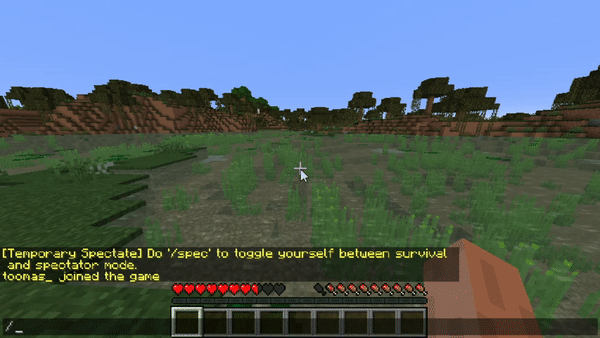 [Temporary Spectate] Do '/spec' to toggle yourself between survival
and spectator mode.
toomas_ joined the game
/_